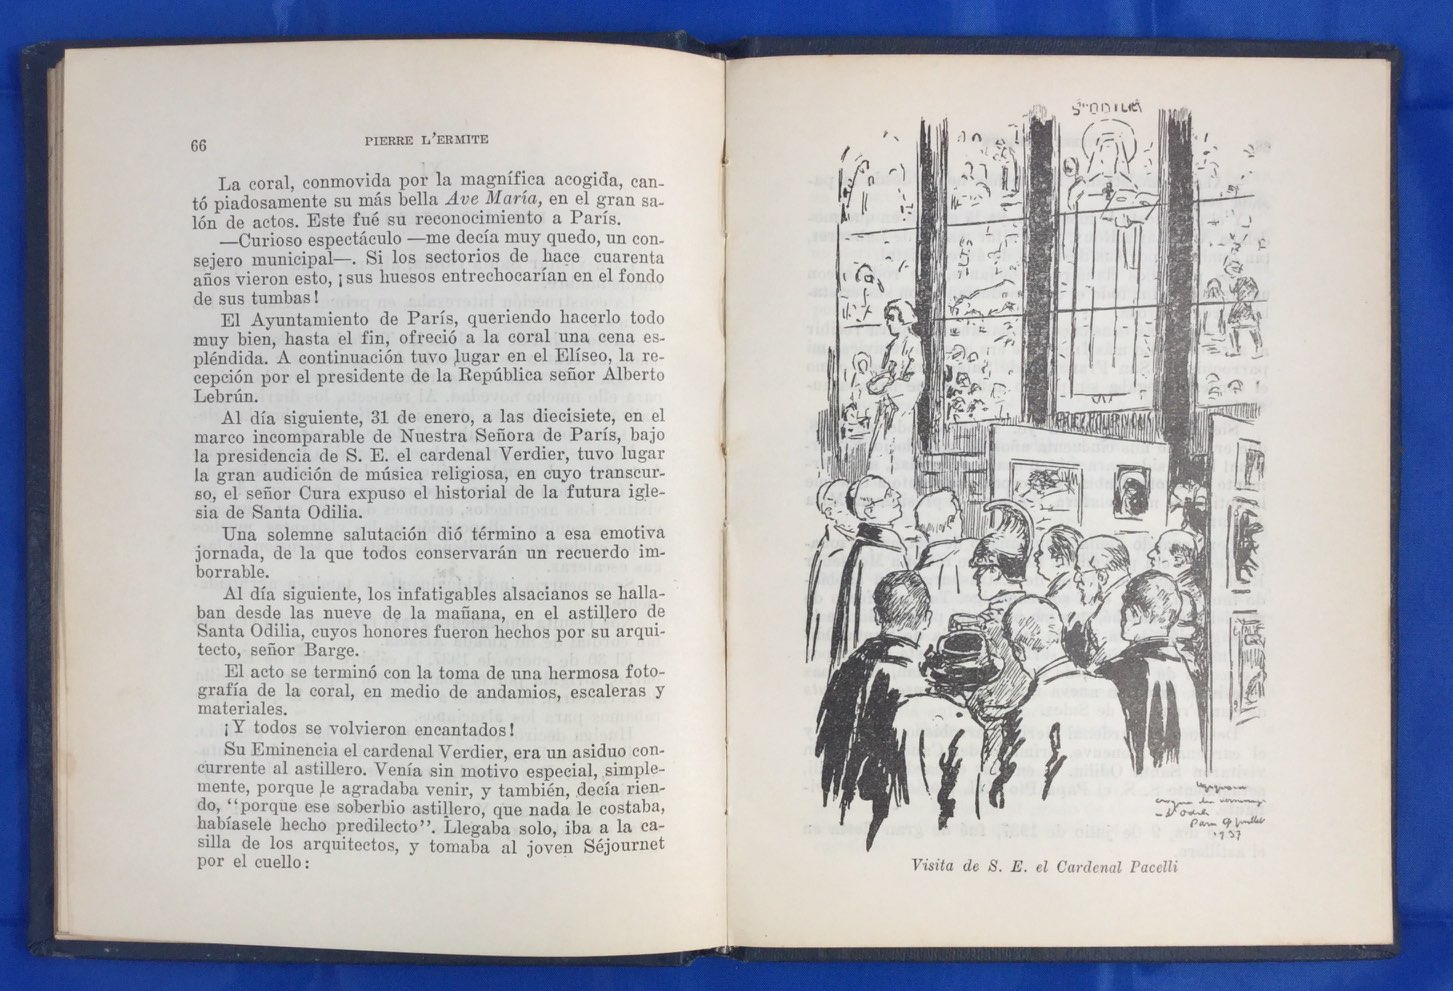 66
PIERRE L'ERMITE
La coral, conmovida por la magnífica acogida, can-
tó piadosamente su más bella Ave María, en el gran sa-
lón de actos. Este fué su reconocimiento a París.
—Curioso espectáculo —me decía muy quedo, un con-
sejero municipal—. Si los sectorios de hace cuarenta
años vieron esto, ¡sus huesos entrechocarían en el fondo
de sus tumbas!
El Ayuntamiento de París, queriendo hacerlo todo
muy bien, hasta el fin, ofreció a la coral una cena es-
pléndida. A continuación tuvo lugar en el Elíseo, la re-
cepción por el presidente de la República señor Alberto
Lebrún.
Al día siguiente, 31 de enero, a las diecisiete, en el
marco incomparable de Nuestra Señora de París, bajo
la presidencia de S. E. el cardenal Verdier, tuvo lugar
la gran audición de música religiosa, en cuyo transcur-
so, el señor Cura expuso el historial de la futura igle-
sia de Santa Odilia.
Una solemne salutación dió término a esa emotiva
jornada, de la que todos conservarán un recuerdo im-
borrable.
Al día siguiente, los infatigables alsacianos se halla-
ban desde las nueve de la mañana, en el astillero de
Santa Odilia, cuyos honores fueron hechos por su arqui-
tecto, señor Barge.
El acto se terminó con la toma de una hermosa foto-
grafía de la coral, en medio de andamios, escaleras y
materiales.
¡Y todos se volvieron encantados!
Su Eminencia el cardenal Verdier, era un asiduo con-
currente al astillero. Venía sin motivo especial, simple-
mente, porque le agradaba venir, y también, decía rien-
do, "porque ese soberbio astillero, que nada le costaba,
habíasele hecho predilecto". Llegaba solo, iba a la ca-
silla de los arquitectos, y tomaba al joven Séjournet
por el cuello:
Ste ODILIA
PRIEZ POUR NOUS
Paris 9 juillet
1937
Visita de S. E. el Cardenal Pacelli